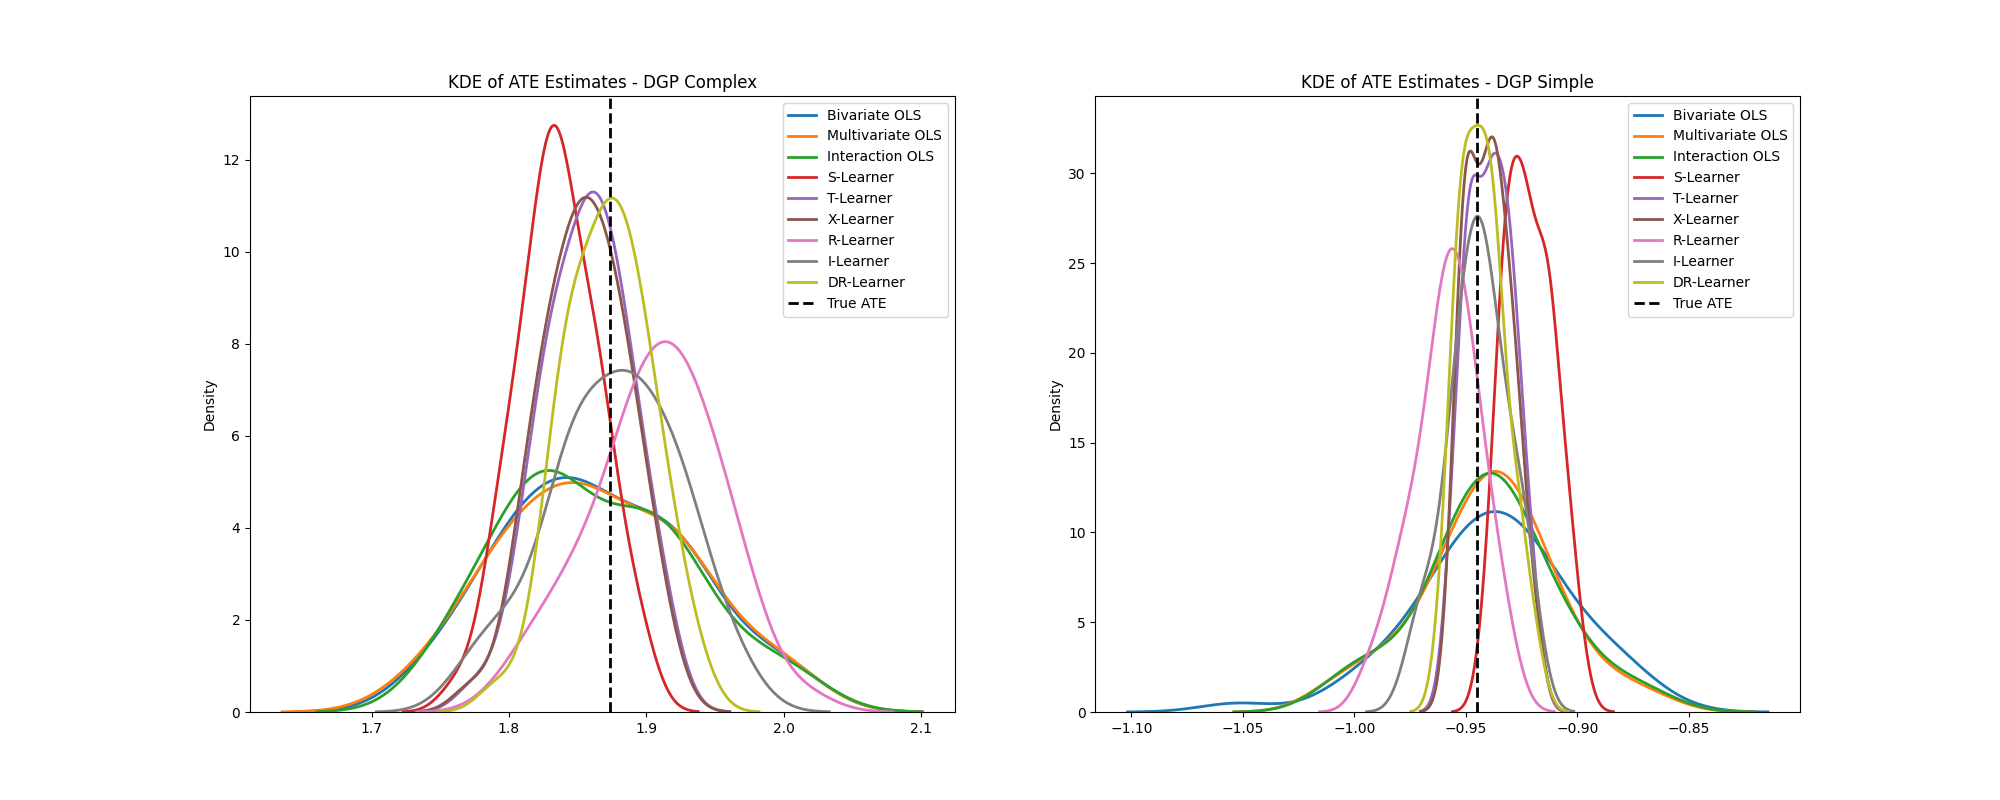 KDE of ATE Estimates - DGP Complex
Density
12
10
8
6
4
2
0
1.7
1.8
1.9
2.0
2.1
Bivariate OLS
Multivariate OLS
Interaction OLS
S-Learner
T-Learner
X-Learner
R-Learner
I-Learner
DR-Learner
True ATE
KDE of ATE Estimates - DGP Simple
Density
30
25
20
15
10
5
0
−1.10
−1.05
−1.00
−0.95
−0.90
−0.85
Bivariate OLS
Multivariate OLS
Interaction OLS
S-Learner
T-Learner
X-Learner
R-Learner
I-Learner
DR-Learner
True ATE